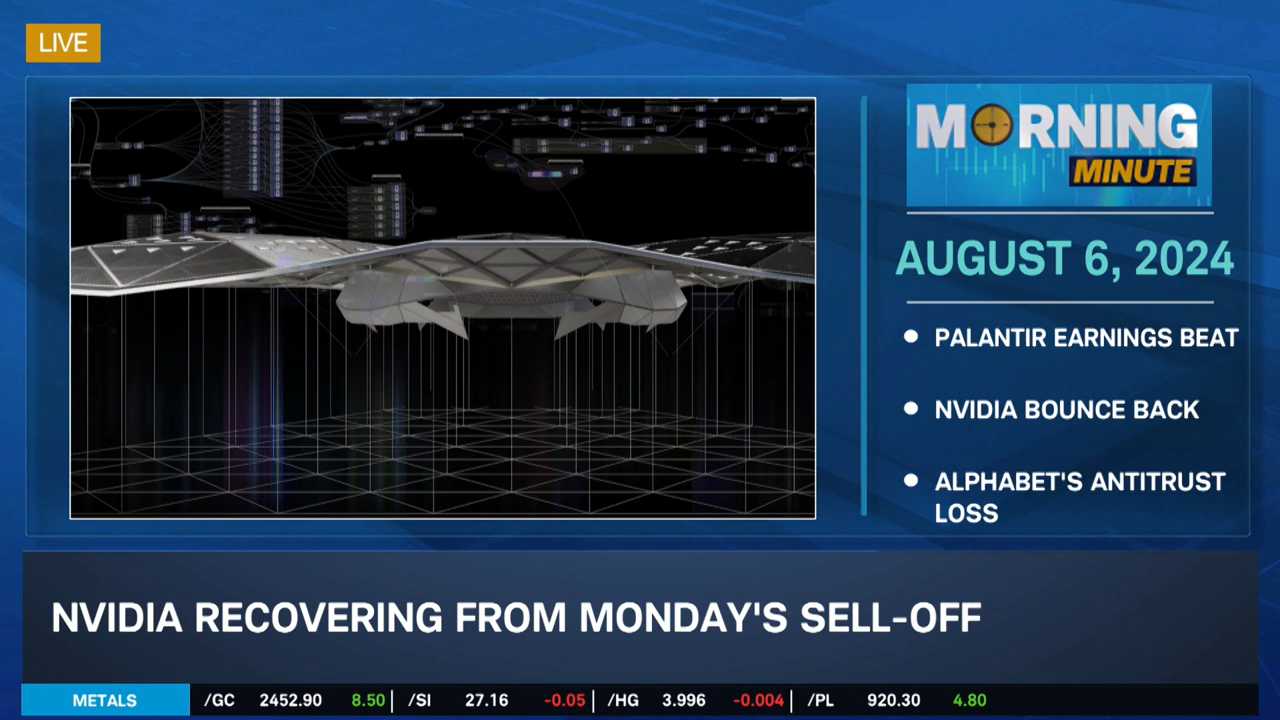 LIVE
MORNING
MINUTE
AUGUST 6, 2024
PALANTIR EARNINGS BEAT
NVIDIA BOUNCE BACK
ALPHABET'S ANTITRUST
LOSS
NVIDIA RECOVERING FROM MONDAY'S SELL-OFF
METALS /GC 2452.90 8.50 /SI 27.16 -0.05 /HG 3.996 -0.004 /PL 920.30 4.80